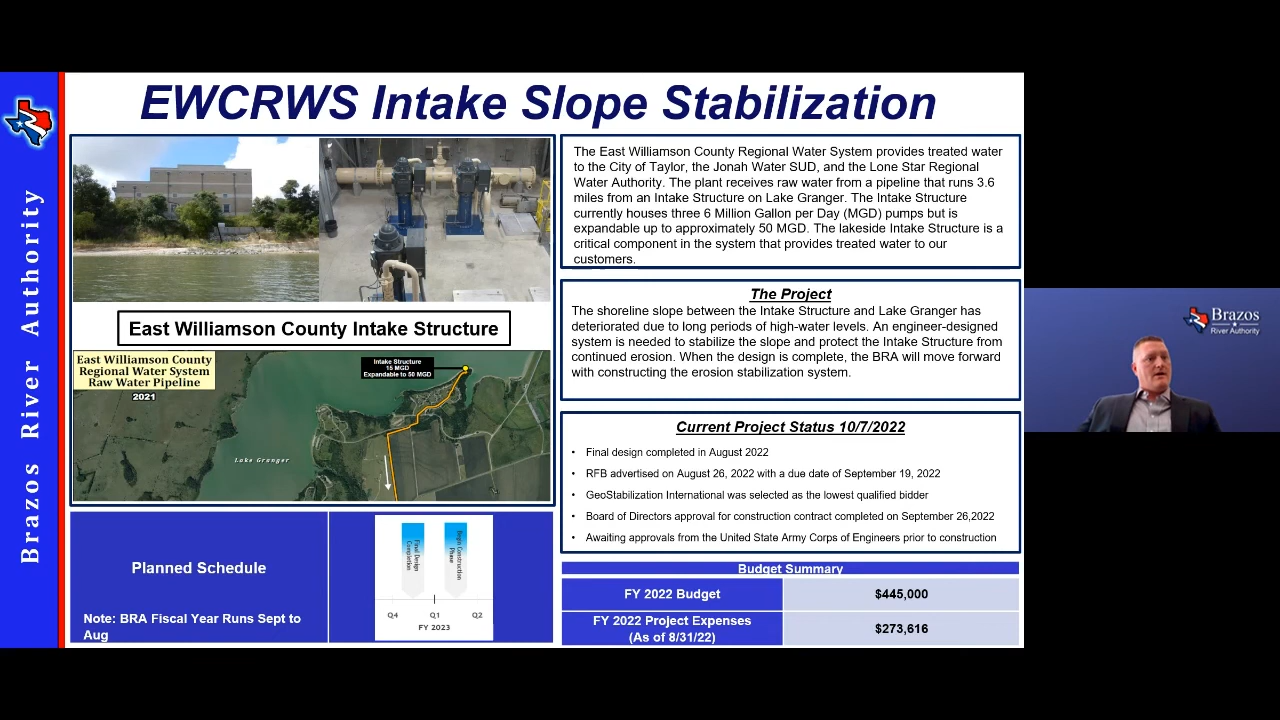 Brazos River Authority
EWCRWS Intake Slope Stabilization
East Williamson County Intake Structure
East Williamson County
Regional Water System
Raw Water Pipeline
2021
Intake Structure
15 MGD
Expandable to 50 MGD
Lake Granger
Planned Schedule
Note: BRA Fiscal Year Runs Sept to
Aug
Final Design
Completion
Begin Construction
Phase
Q4 Q1 Q2
FY 2023
The East Williamson County Regional Water System provides treated water
to the City of Taylor, the Jonah Water SUD, and the Lone Star Regional
Water Authority. The plant receives raw water from a pipeline that runs 3.6
miles from an Intake Structure on Lake Granger. The Intake Structure
currently houses three 6 Million Gallon per Day (MGD) pumps but is
expandable up to approximately 50 MGD. The lakeside Intake Structure is a
critical component in the system that provides treated water to our
customers.
The Project
The shoreline slope between the Intake Structure and Lake Granger has
deteriorated due to long periods of high-water levels. An engineer-designed
system is needed to stabilize the slope and protect the Intake Structure from
continued erosion. When the design is complete, the BRA will move forward
with constructing the erosion stabilization system.
Current Project Status 10/7/2022
• Final design completed in August 2022
• RFB advertised on August 26, 2022 with a due date of September 19, 2022
• GeoStabilization International was selected as the lowest qualified bidder
• Board of Directors approval for construction contract completed on September 26,2022
• Awaiting approvals from the United State Army Corps of Engineers prior to construction
Budget Summary
FY 2022 Budget $445,000
FY 2022 Project Expenses
(As of 8/31/22) $273,616
Brazos
River Authority